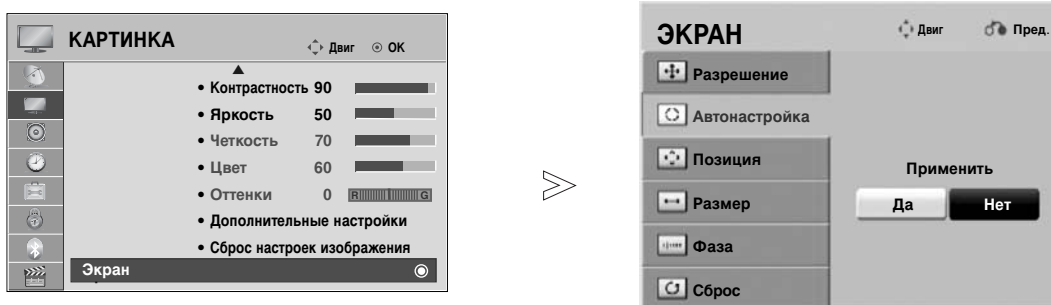 КАРТИНКА
Двиг
ОК
• Контрастность 90
• Яркость 50
• Четкость 70
• Цвет 60
• Оттенки 0 R G
• Дополнительные настройки
• Сброс настроек изображения
Экран
ЭКРАН
Двиг
Пред.
Разрешение
Автонастройка
Позиция
Размер
Фаза
Сброс
Применить
Да
Нет